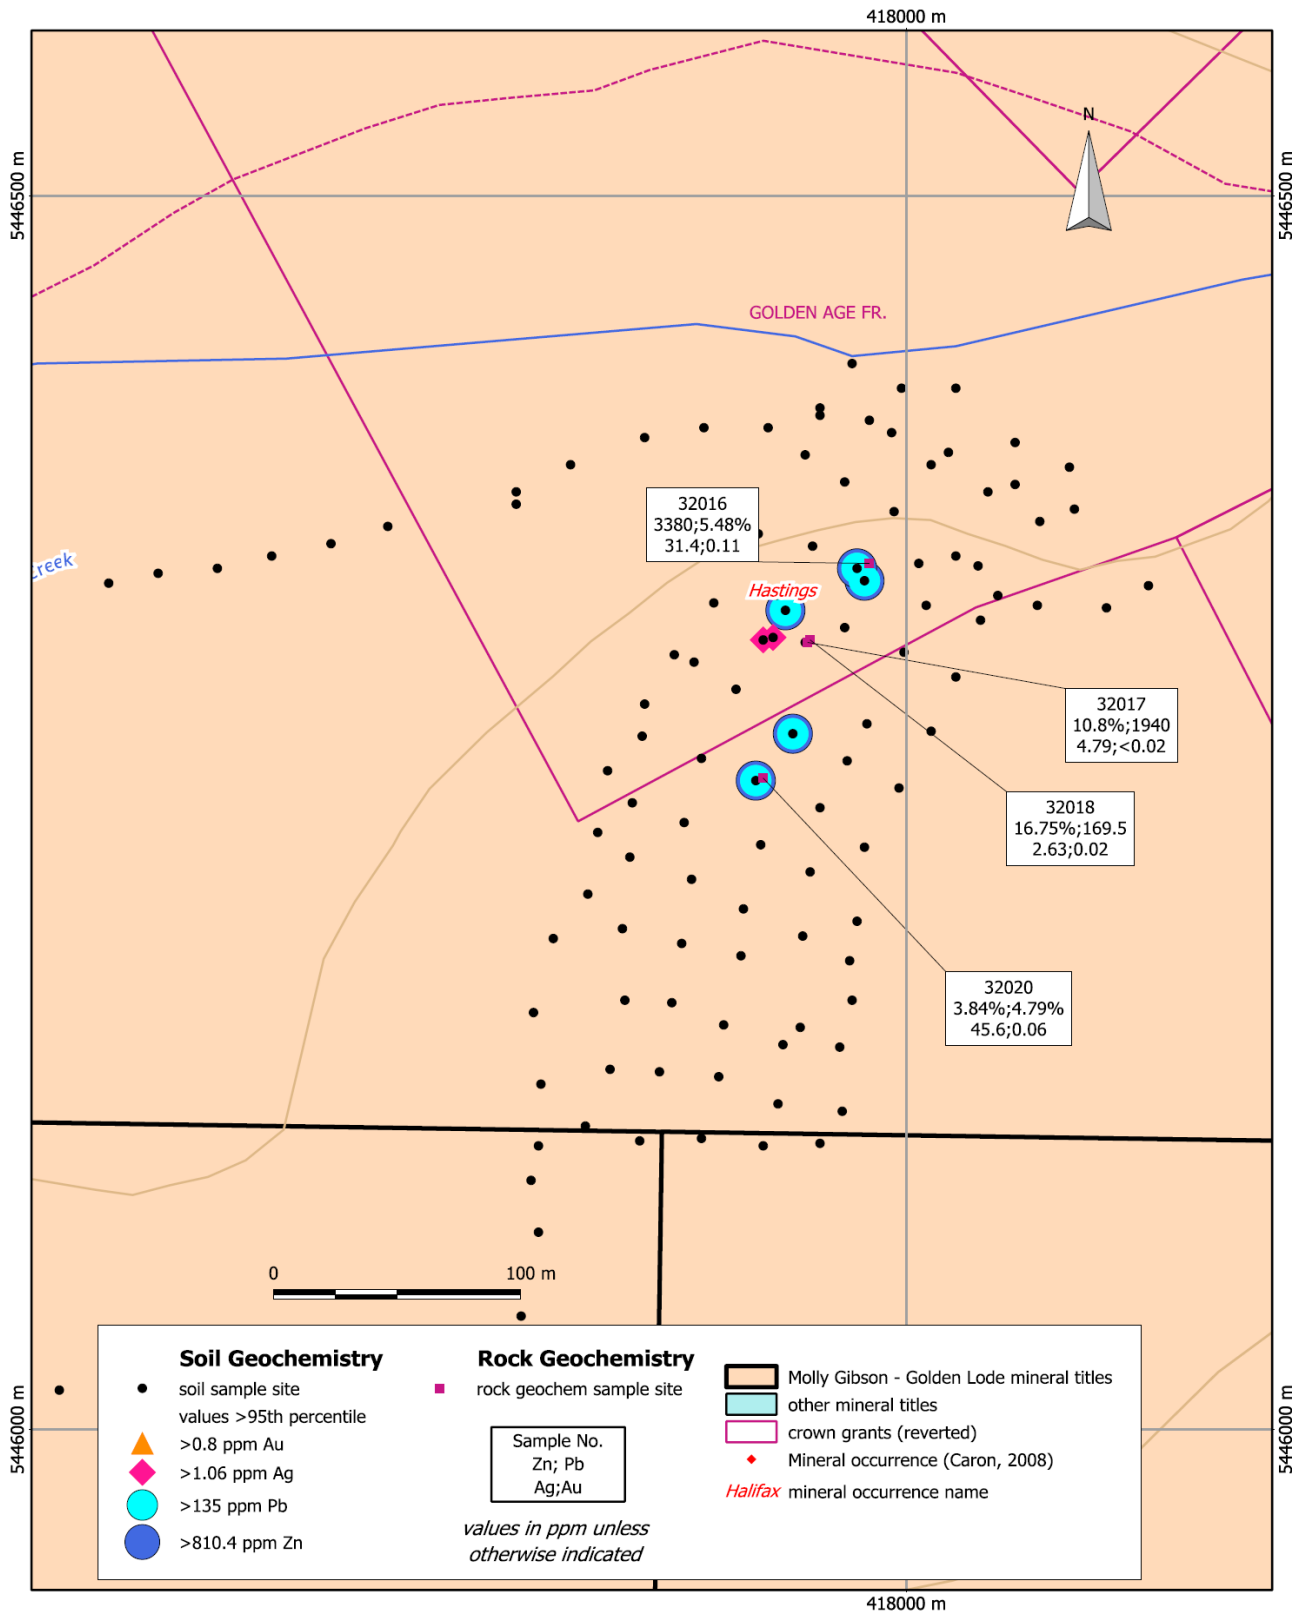 418000 m
N
5446500 m
5446500 m
GOLDEN AGE FR.
32016
3380;5.48%
31.4;0.11
Creek
Hastings
32017
10.8%;1940
4.79;<0.02
32018
16.75%;169.5
2.63;0.02
32020
3.84%;4.79%
45.6;0.06
0
100 m
Soil Geochemistry
soil sample site
values >95th percentile
>0.8 ppm Au
>1.06 ppm Ag
>135 ppm Pb
>810.4 ppm Zn
Rock Geochemistry
rock geochem sample site
Sample No.
Zn; Pb
Ag;Au
values in ppm unless
otherwise indicated
Molly Gibson - Golden Lode mineral titles
other mineral titles
crown grants (reverted)
Mineral occurrence (Caron, 2008)
Halifax mineral occurrence name
5446000 m
5446000 m
418000 m